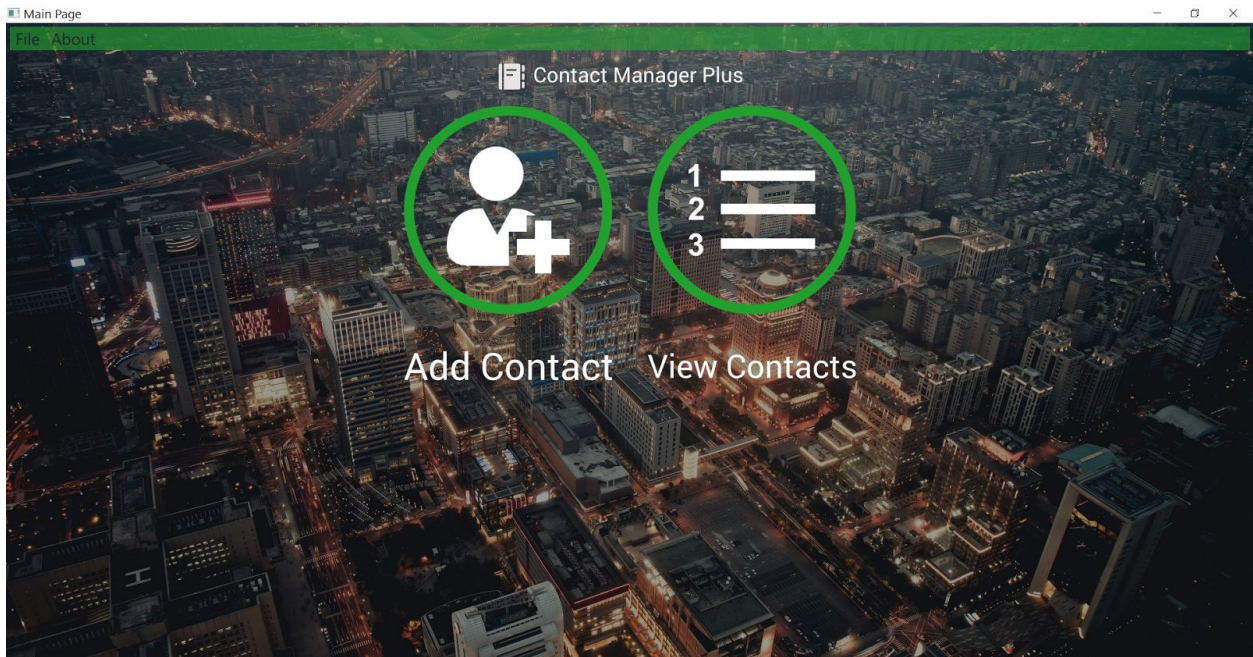 Main Page
File About
Contact Manager Plus
1
2
3
Add Contact View Contacts